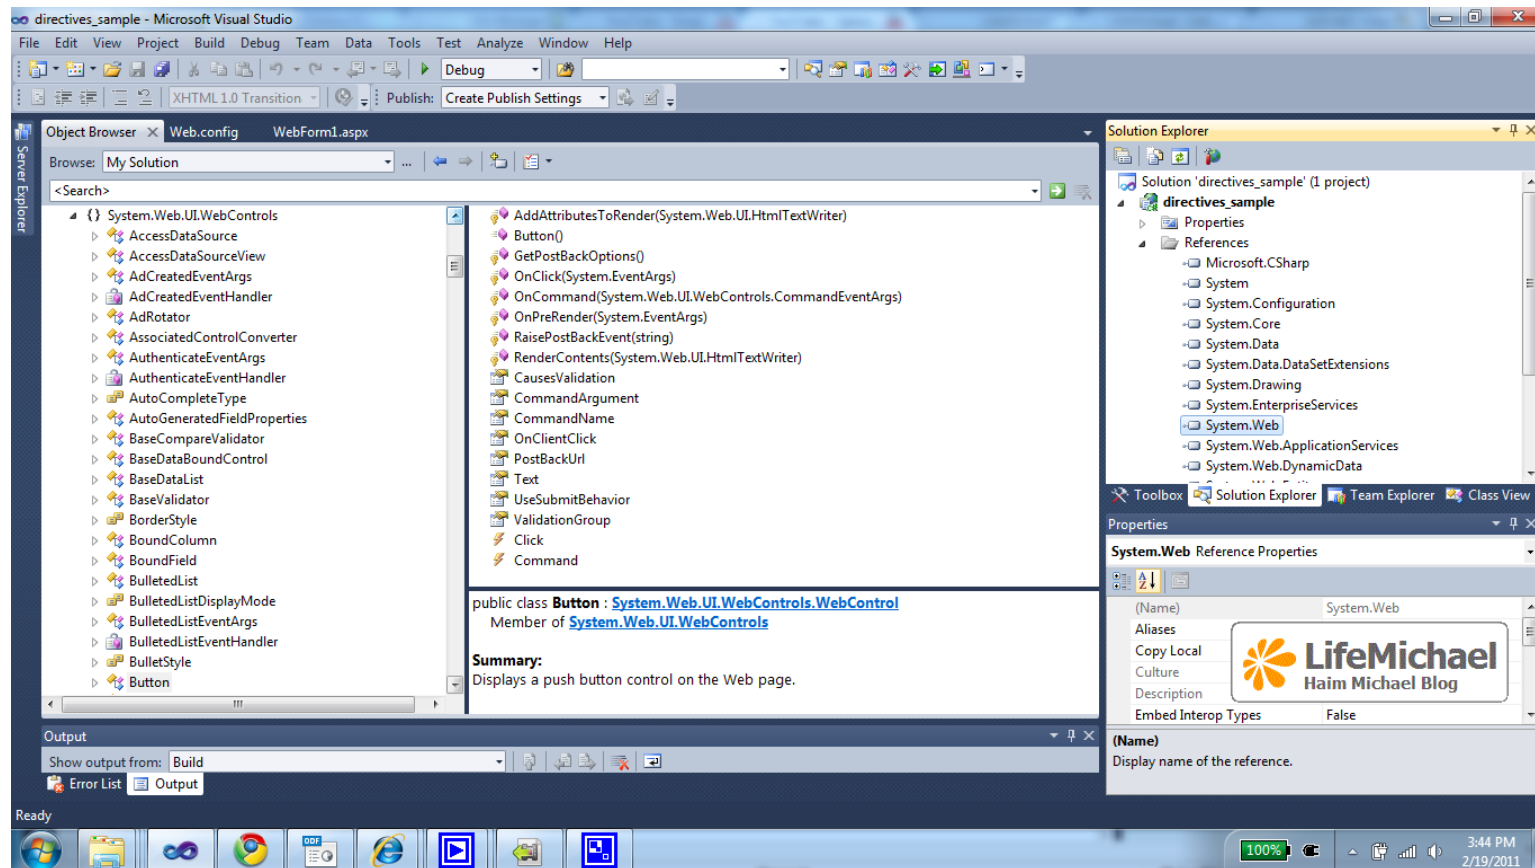 directives_sample - Microsoft Visual Studio
File Edit View Project Build Debug Team Data Tools Test Analyze Window Help
Debug
XHTML 1.0 Transition Publish: Create Publish Settings
Server Explorer
Object Browser Web.config WebForm1.aspx
Browse: My Solution ...
<Search>
System.Web.UI.WebControls
AccessDataSource
AccessDataSourceView
AdCreatedEventArgs
AdCreatedEventHandler
AdRotator
AssociatedControlConverter
AuthenticateEventArgs
AuthenticateEventHandler
AutoCompleteType
AutoGeneratedFieldProperties
BaseCompareValidator
BaseDataBoundControl
BaseDataList
BaseValidator
BorderStyle
BoundColumn
BoundField
BulletedList
BulletedListDisplayMode
BulletedListEventArgs
BulletedListEventHandler
BulletStyle
Button
AddAttributesToRender(System.Web.UI.HtmlTextWriter)
Button()
GetPostBackOptions()
OnClick(System.EventArgs)
OnCommand(System.Web.UI.WebControls.CommandEventArgs)
OnPreRender(System.EventArgs)
RaisePostBackEvent(string)
RenderContents(System.Web.UI.HtmlTextWriter)
CausesValidation
CommandArgument
CommandName
OnClientClick
PostBackUrl
Text
UseSubmitBehavior
ValidationGroup
Click
Command
public class Button : System.Web.UI.WebControls.WebControl
Member of System.Web.UI.WebControls
Summary:
Displays a push button control on the Web page.
Output
Show output from: Build
Error List Output
Solution Explorer
Solution 'directives_sample' (1 project)
directives_sample
Properties
References
Microsoft.CSharp
System
System.Configuration
System.Core
System.Data
System.Data.DataSetExtensions
System.Drawing
System.EnterpriseServices
System.Web
System.Web.ApplicationServices
System.Web.DynamicData
Toolbox Solution Explorer Team Explorer Class View
Properties
System.Web Reference Properties
(Name) System.Web
Aliases
Copy Local
Culture
Description
Embed Interop Types False
LifeMichael
Haim Michael Blog
(Name)
Display name of the reference.
Ready
ODF
100%
3:44 PM
2/19/2011